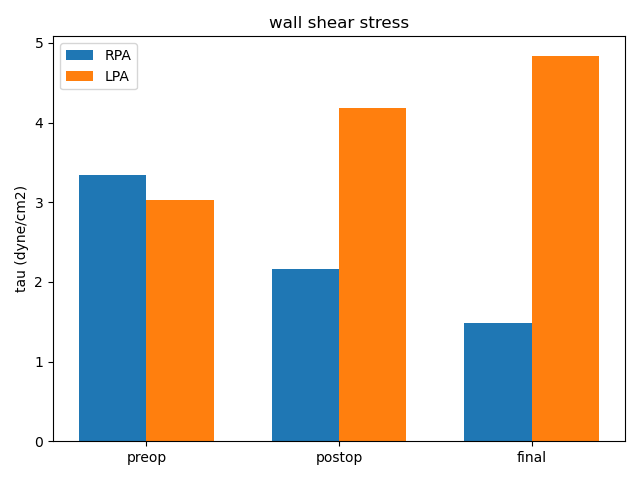 wall shear stress
RPA
LPA
tau (dyne/cm2)
5
4
3
2
1
0
preop
postop
final